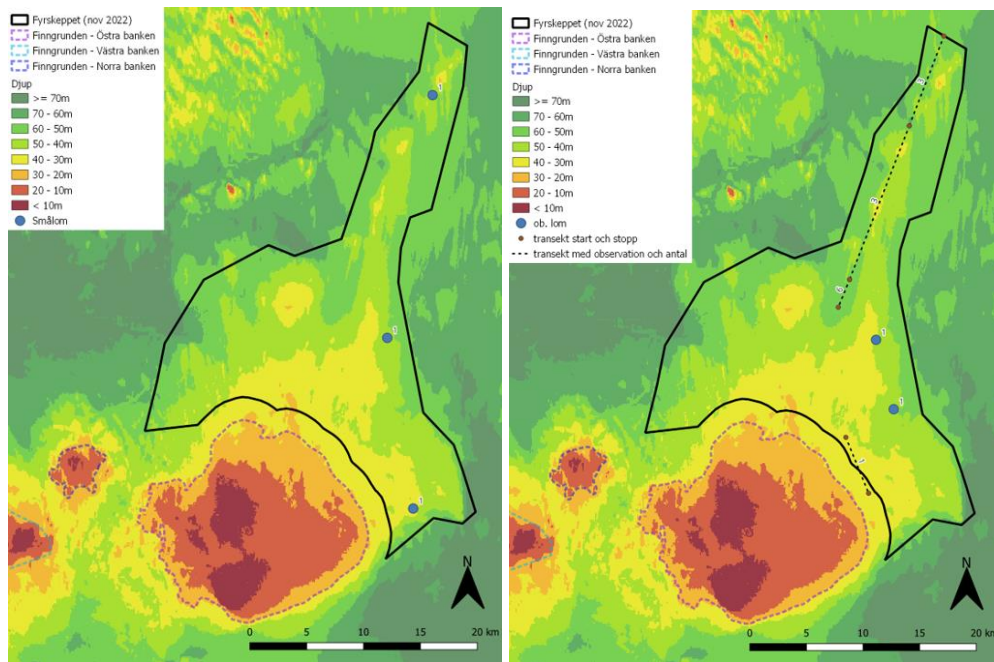 Fyrskeppet (nov 2022)
Finngrunden - Östra banken
Finngrunden - Västra banken
Finngrunden - Norra banken
Djup
>= 70m
70 - 60m
60 - 50m
50 - 40m
40 - 30m
30 - 20m
20 - 10m
< 10m
Smålom
1
1
1
N
0 5 10 15 20 km
Fyrskeppet (nov 2022)
Finngrunden - Östra banken
Finngrunden - Västra banken
Finngrunden - Norra banken
Djup
>= 70m
70 - 60m
60 - 50m
50 - 40m
40 - 30m
30 - 20m
20 - 10m
< 10m
ob. lom
transekt start och stopp
transekt med observation och antal
3
3
1
1
1
N
0 5 10 15 20 km